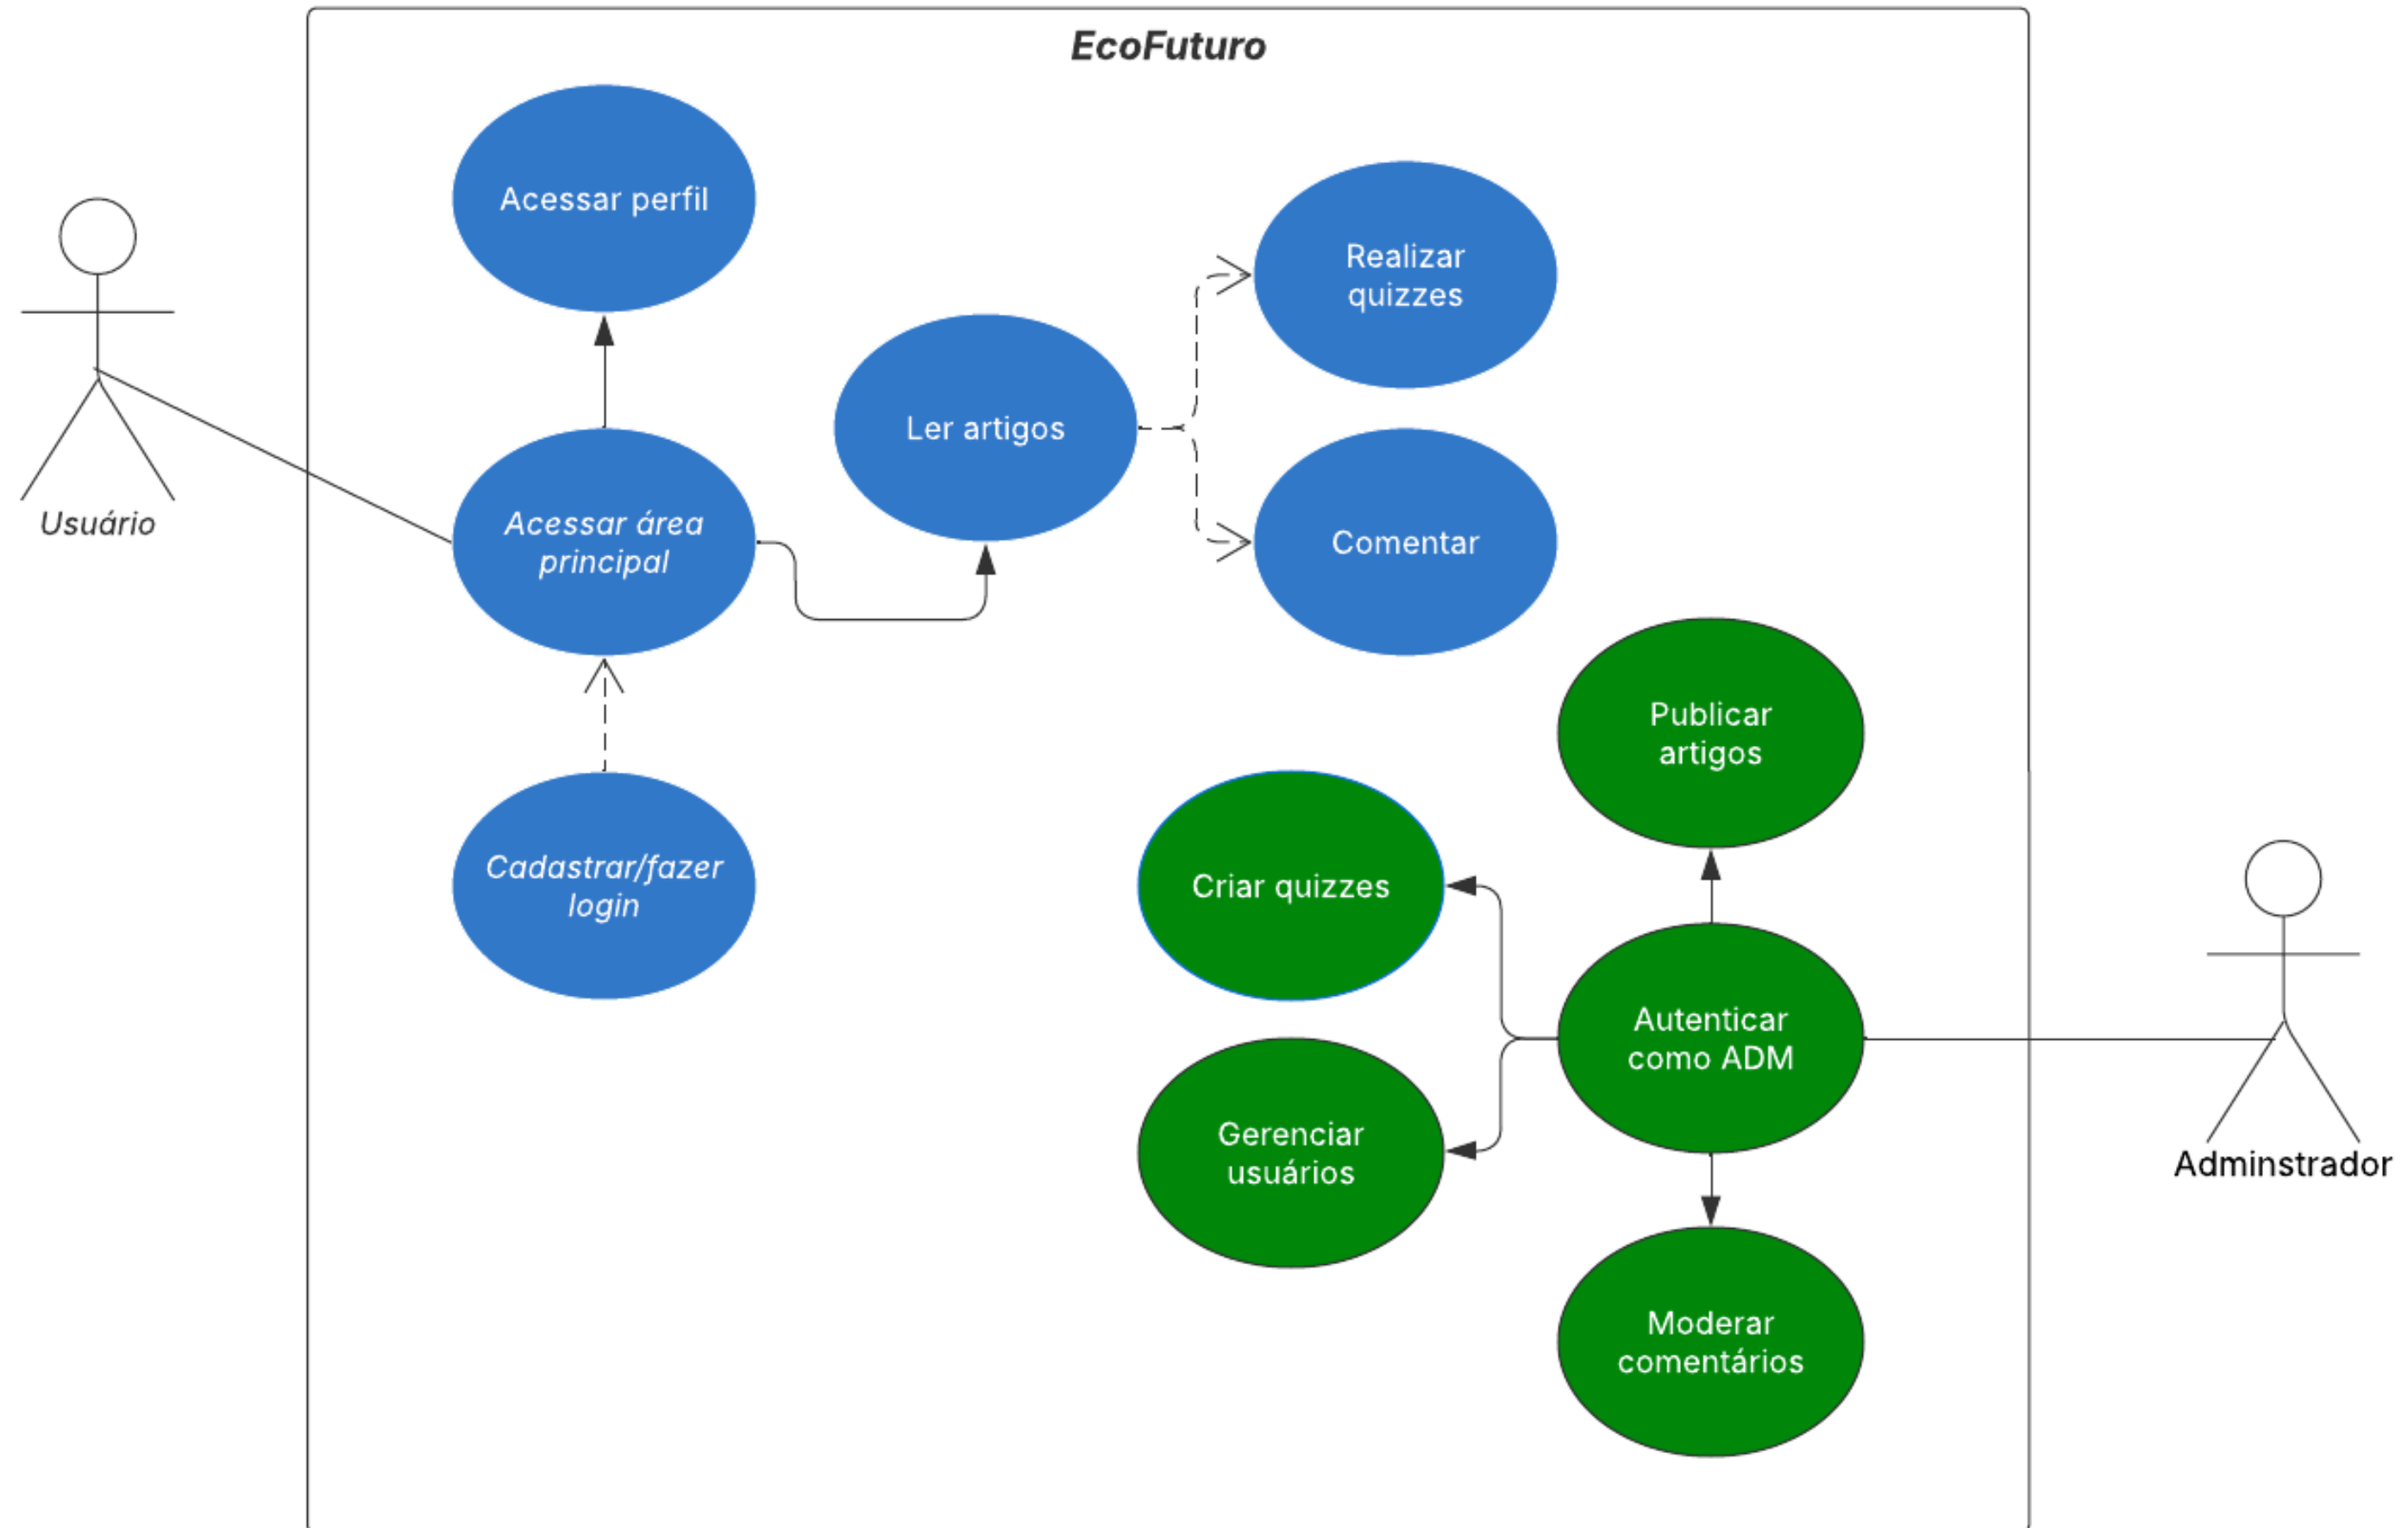 EcoFuturo
Acessar perfil
Realizar
quizzes
Ler artigos
Usuário
Acessar área
principal
Comentar
Publicar
artigos
Cadastrar/fazer
login
Criar quizzes
Autenticar
como ADM
Gerenciar
usuários
Adminstrador
Moderar
comentários